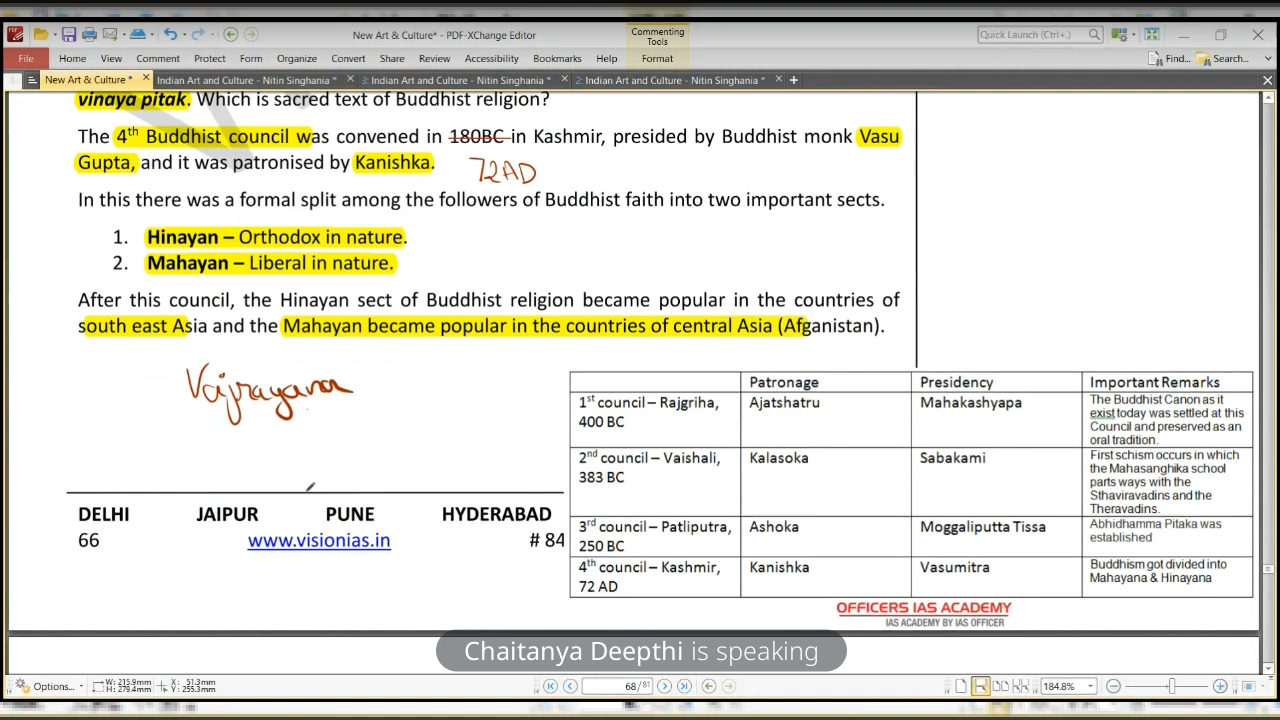 New Art & Culture* - PDF-XChange Editor
Commenting
Tools
Quick Launch (Ctrl+.)
File Home View Comment Protect Form Organize Convert Share Review Accessibility Bookmarks Help Format Find... Search...
New Art & Culture * × Indian Art and Culture - Nitin Singhania * × 3: Indian Art and Culture - Nitin Singhania * × 2: Indian Art and Culture - Nitin Singhania * ×
vinaya pitak. Which is sacred text of Buddhist religion?
The 4th Buddhist council was convened in 180BC in Kashmir, presided by Buddhist monk Vasu
Gupta, and it was patronised by Kanishka.
72AD
In this there was a formal split among the followers of Buddhist faith into two important sects.
1. Hinayan – Orthodox in nature.
2. Mahayan – Liberal in nature.
After this council, the Hinayan sect of Buddhist religion became popular in the countries of
south east Asia and the Mahayan became popular in the countries of central Asia (Afganistan).
Vajrayana
DELHI JAIPUR PUNE HYDERABAD
66 www.visionias.in # 84
Patronage Presidency Important Remarks
1st council – Rajgriha, 400 BC Ajatshatru Mahakashyapa The Buddhist Canon as it
exist today was settled at this
Council and preserved as an
oral tradition.
2nd council – Vaishali, 383 BC Kalasoka Sabakami First schism occurs in which
the Mahasanghika school
parts ways with the
Sthaviravadins and the
Theravadins.
3rd council – Patliputra, 250 BC Ashoka Moggaliputta Tissa Abhidhamma Pitaka was
established
4th council – Kashmir, 72 AD Kanishka Vasumitra Buddhism got divided into
Mahayana & Hinayana
OFFICERS IAS ACADEMY
IAS ACADEMY BY IAS OFFICER
Chaitanya Deepthi is speaking
Options... W: 215.9mm H: 279.4mm X: 51.3mm Y: 255.3mm 68/81 184.8%